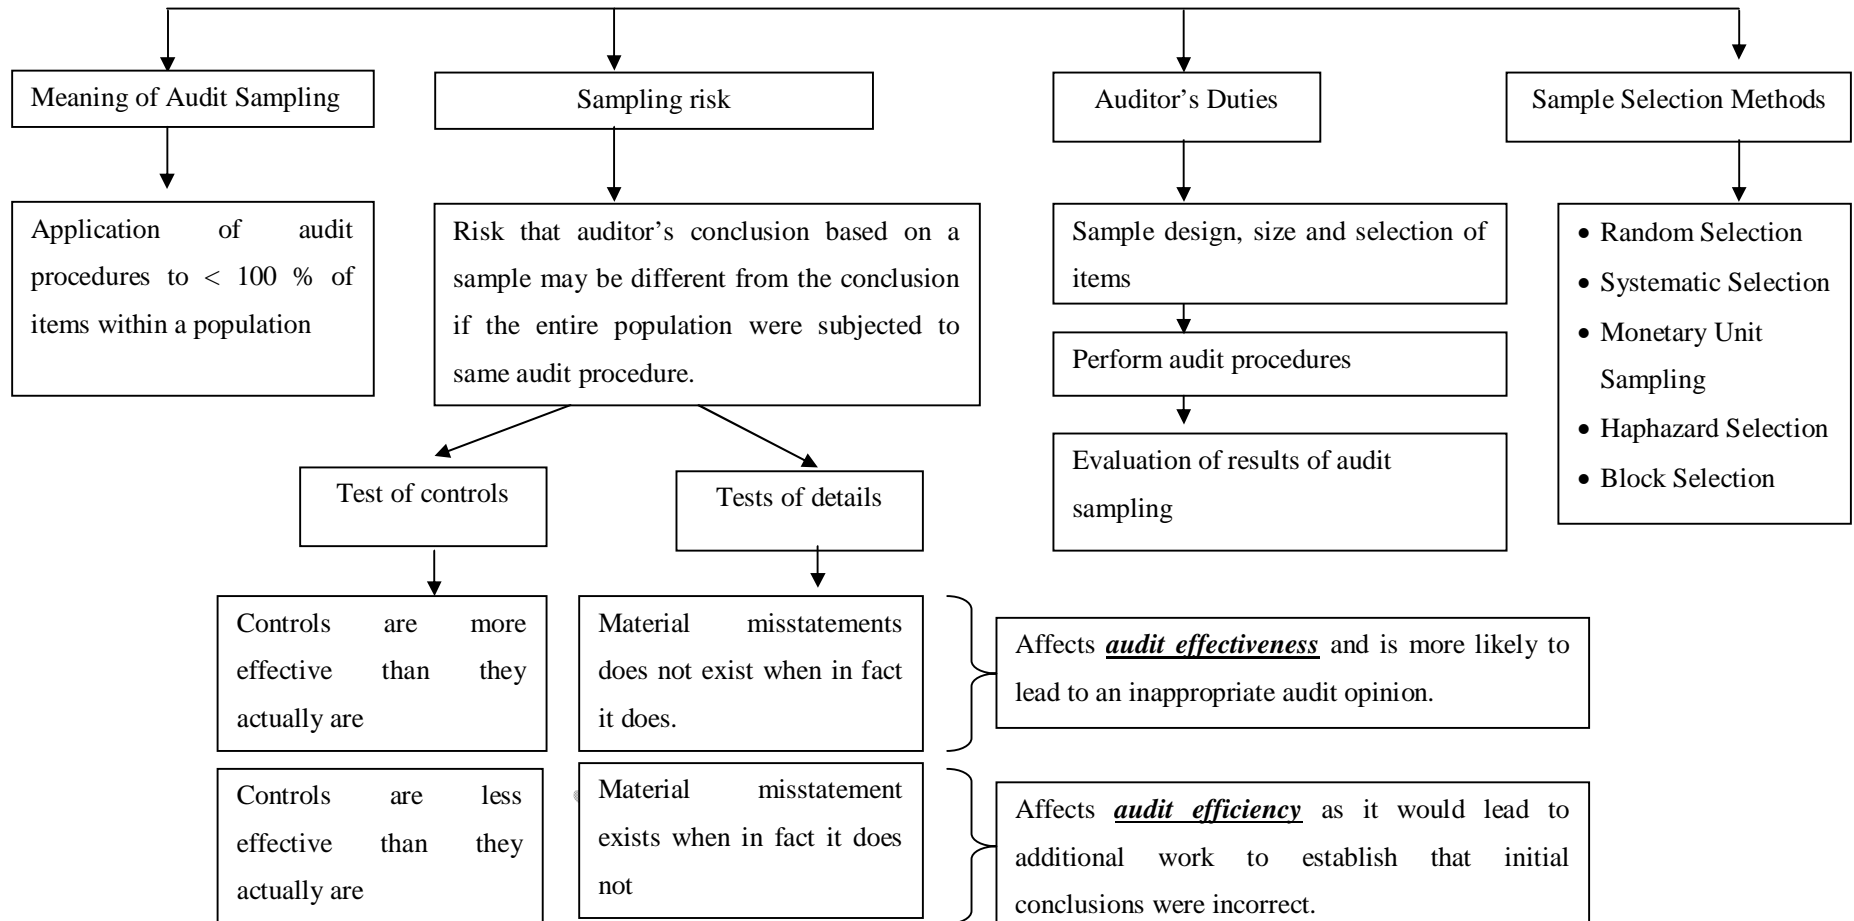 Meaning of Audit Sampling
Application of audit
procedures to < 100 % of
items within a population
Sampling risk
Risk that auditor’s conclusion based on a
sample may be different from the conclusion
if the entire population were subjected to
same audit procedure.
Test of controls
Controls are more
effective than they
actually are
Controls are less
effective than they
actually are
Tests of details
Material misstatements
does not exist when in fact
it does.
Material misstatement
exists when in fact it does
not
Affects audit effectiveness and is more likely to
lead to an inappropriate audit opinion.
Affects audit efficiency as it would lead to
additional work to establish that initial
conclusions were incorrect.
Auditor’s Duties
Sample design, size and selection of
items
Perform audit procedures
Evaluation of results of audit
sampling
Sample Selection Methods
• Random Selection
• Systematic Selection
• Monetary Unit
Sampling
• Haphazard Selection
• Block Selection